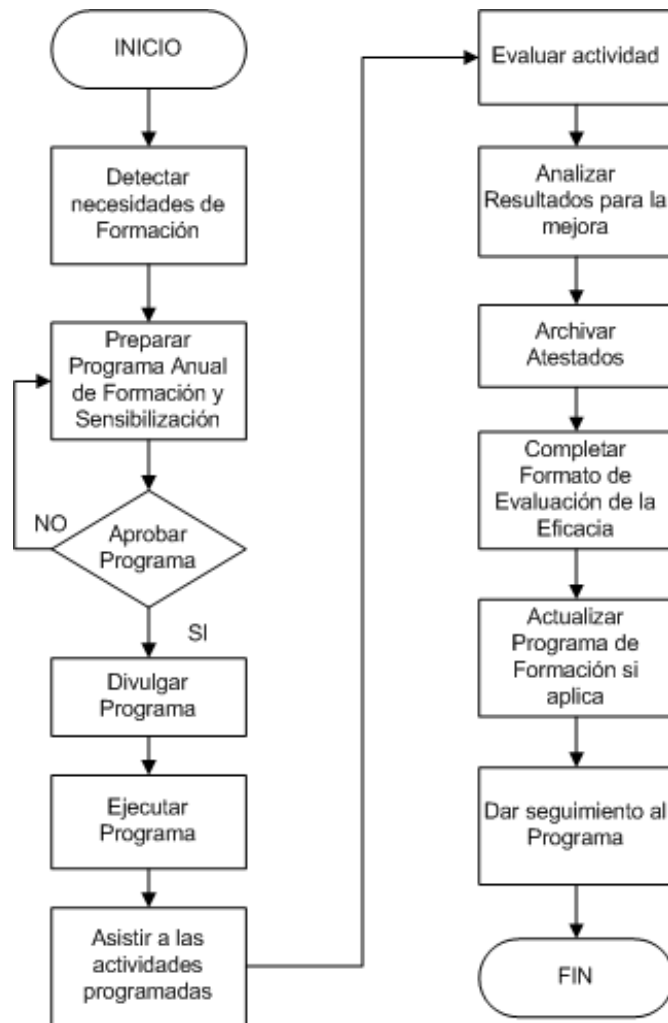 INICIO
Detectar
necesidades de
Formación
Preparar
Programa Anual
de Formación y
Sensibilización
NO
Aprobar
Programa
SI
Divulgar
Programa
Ejecutar
Programa
Asistir a las
actividades
programadas
Evaluar actividad
Analizar
Resultados para la
mejora
Archivar
Atestados
Completar
Formato de
Evaluación de la
Eficacia
Actualizar
Programa de
Formación si
aplica
Dar seguimiento al
Programa
FIN